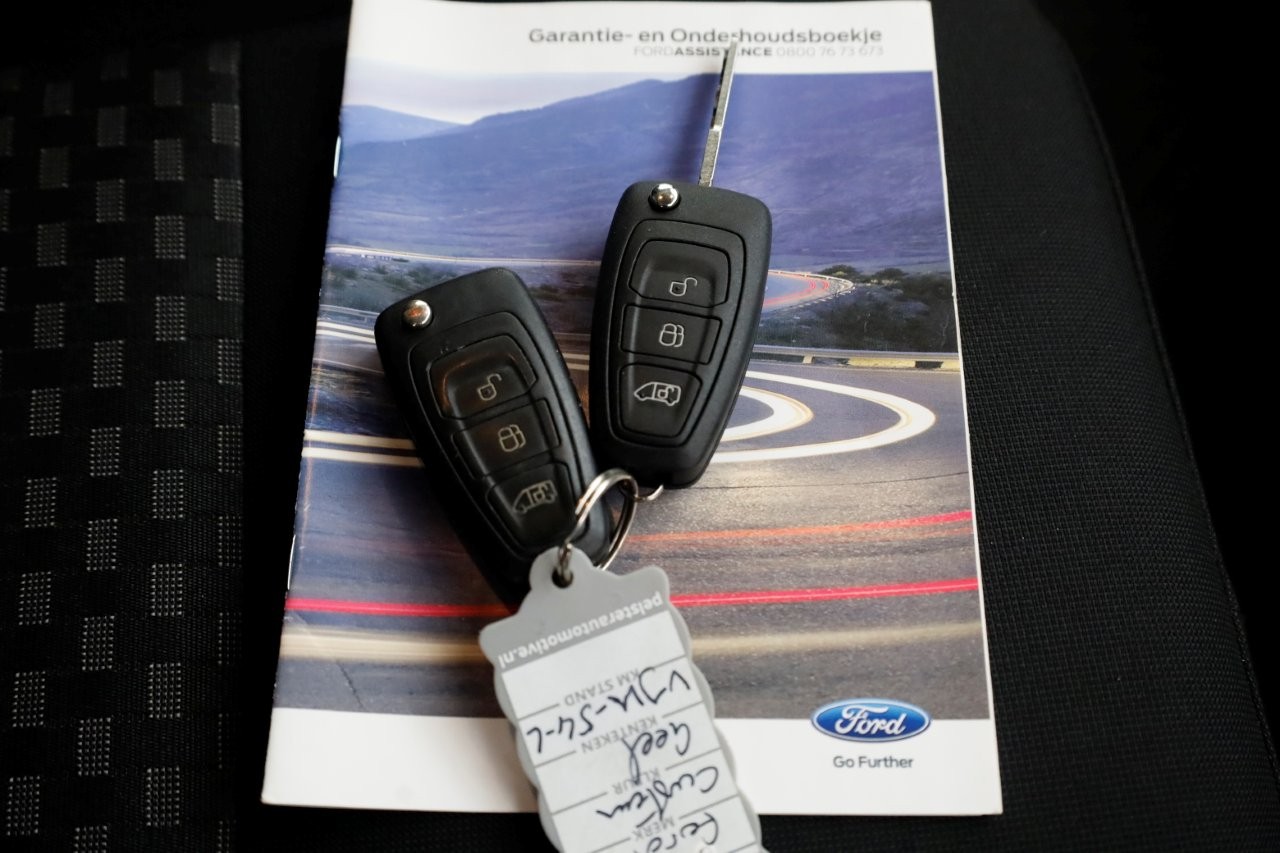 Garantie- en Onderhoudsboekje
FORDASSISTANCE 0800 76 73 673
MERK
Custom
KLEUR
Geel
KENTEKEN
KM STAND
pelsterautomotive.nl
Ford
Go Further